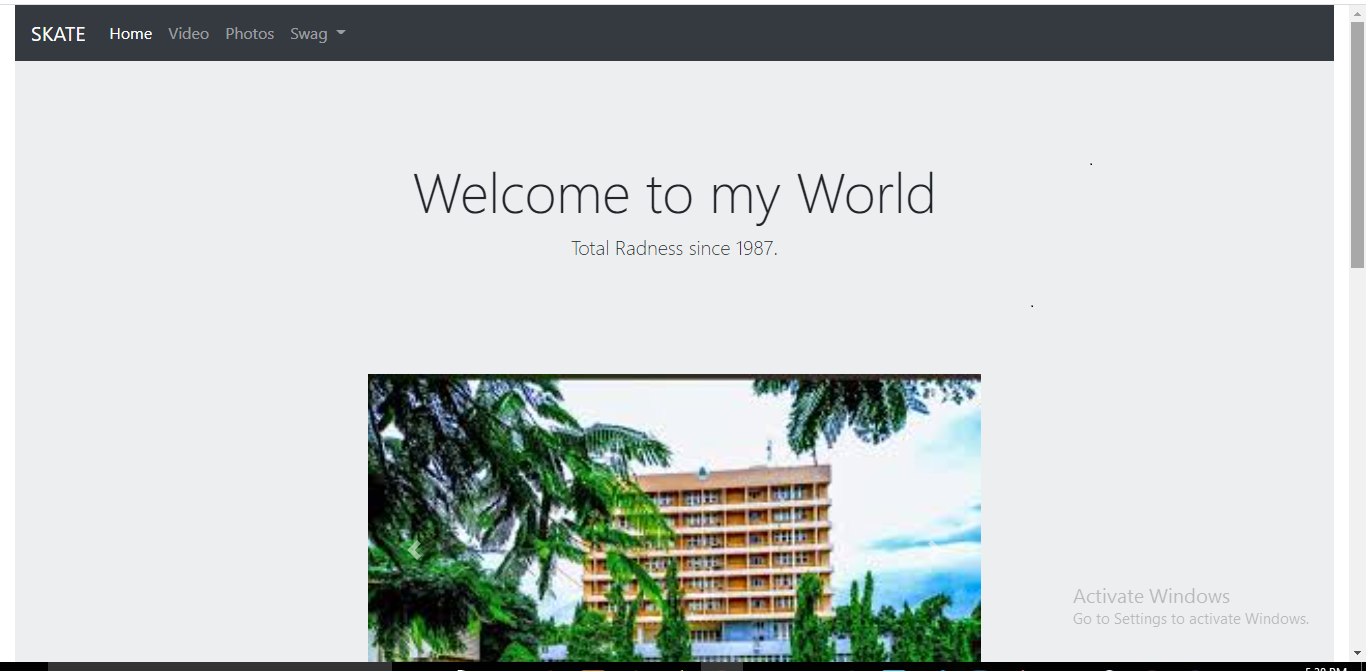 SKATE Home Video Photos Swag
Welcome to my World
Total Radness since 1987.
Activate Windows
Go to Settings to activate Windows.